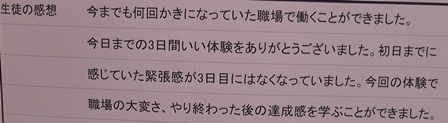 生徒の感想　今までも何回かきになっていた職場で働くことができました。
今日までの3日間いい体験をありがとうございました。初日までに
感じていた緊張感が3日目にはなくなっていました。今回の体験で
職場の大変さ、やり終わった後の達成感を学ぶことができました。